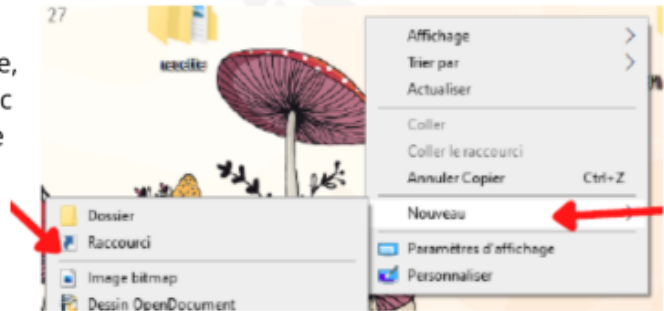 27
e,
c
e
Affichage
Trier par
Actualiser
Coller
Coller le raccourci
Annuler Copier Ctrl+Z
Nouveau
Paramètres d'affichage
Personnaliser
Dossier
Raccourci
Image bitmap
Dessin OpenDocument